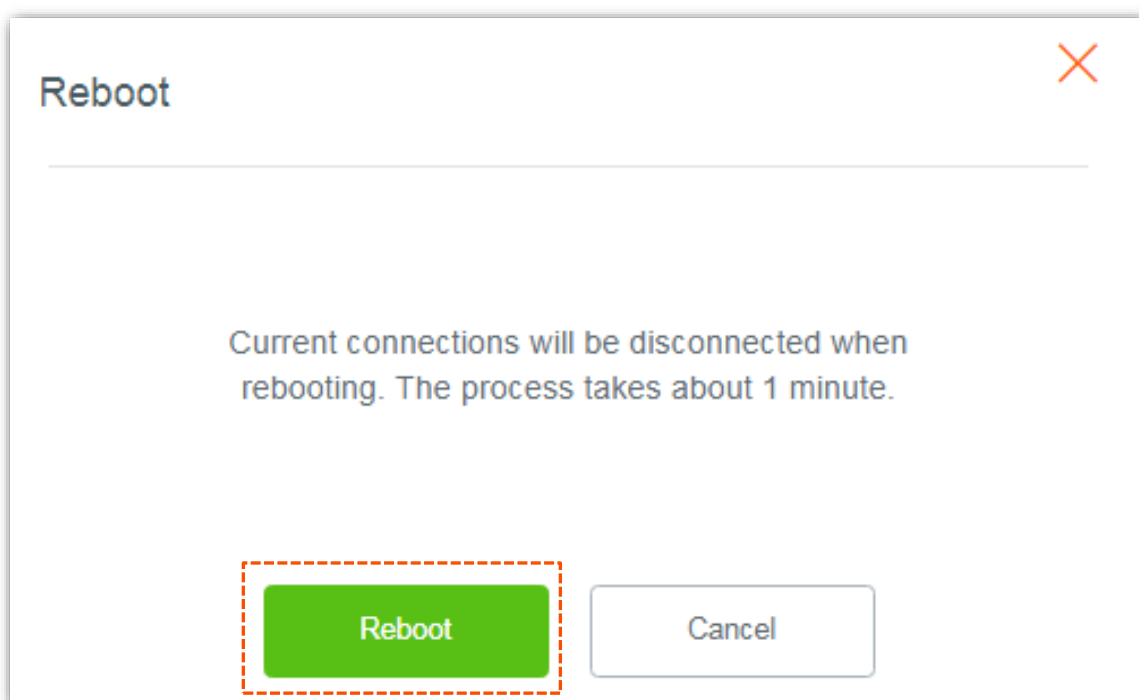 Reboot
Current connections will be disconnected when
rebooting. The process takes about 1 minute.
Reboot
Cancel